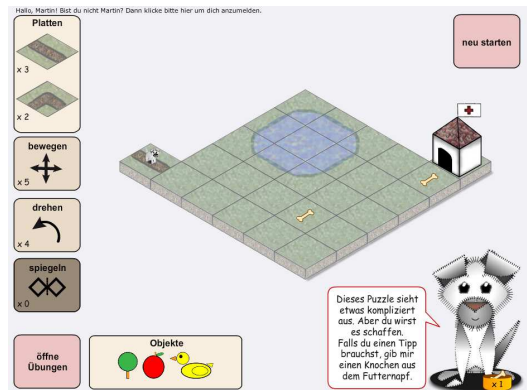 Hallo, Martin! Bist du nicht Martin? Dann klicke bitte hier um dich anzumelden.
Platten
x 3
x 2
bewegen
x 5
drehen
x 4
spiegeln
x 0
öffne
Übungen
Objekte
neu starten
Dieses Puzzle sieht
etwas kompliziert
aus. Aber du wirst
es schaffen.
Falls du einen Tipp
brauchst, gib mir
einen Knochen aus
dem Futternapf.
x 1